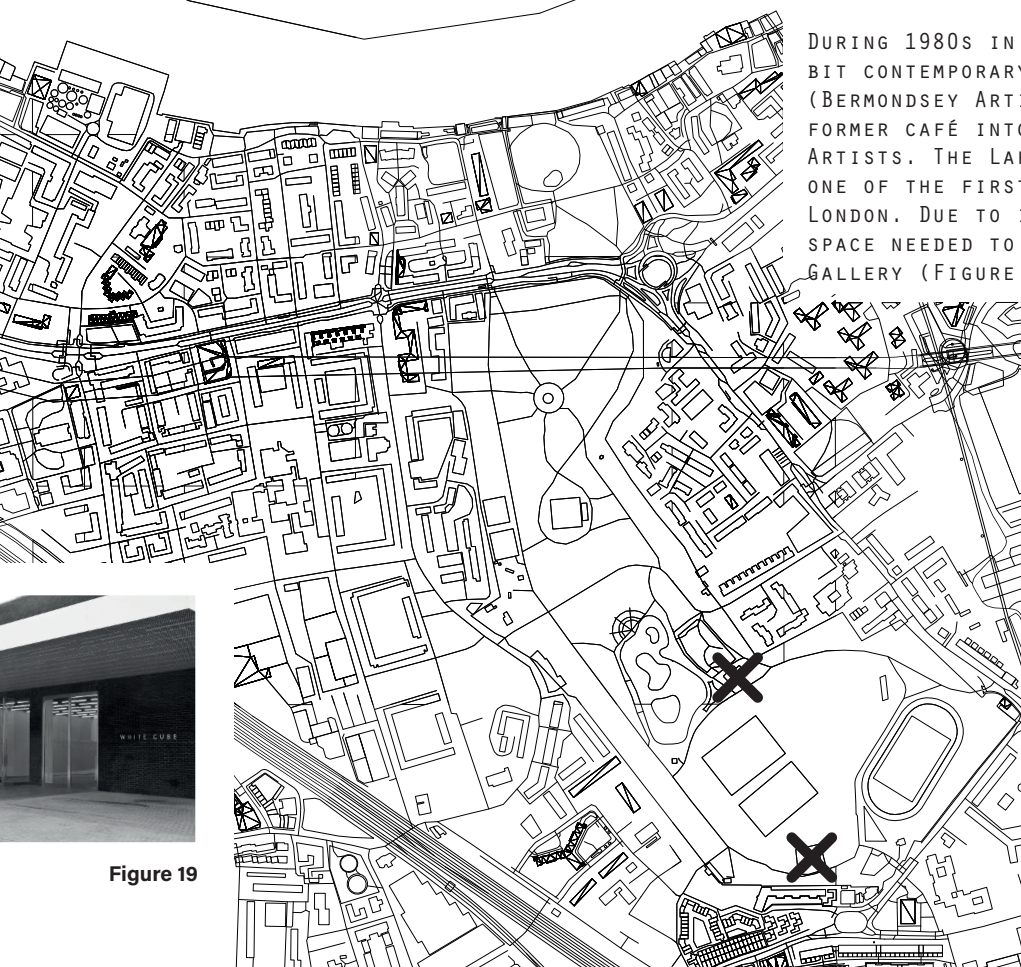 DURING 1980S IN
BIT CONTEMPORARY
(BERMONDSEY ARTI
FORMER CAFÉ INTO
ARTISTS. THE LA
ONE OF THE FIRST
LONDON. DUE TO
SPACE NEEDED TO
GALLERY (FIGURE
WHITE CUBE
Figure 19